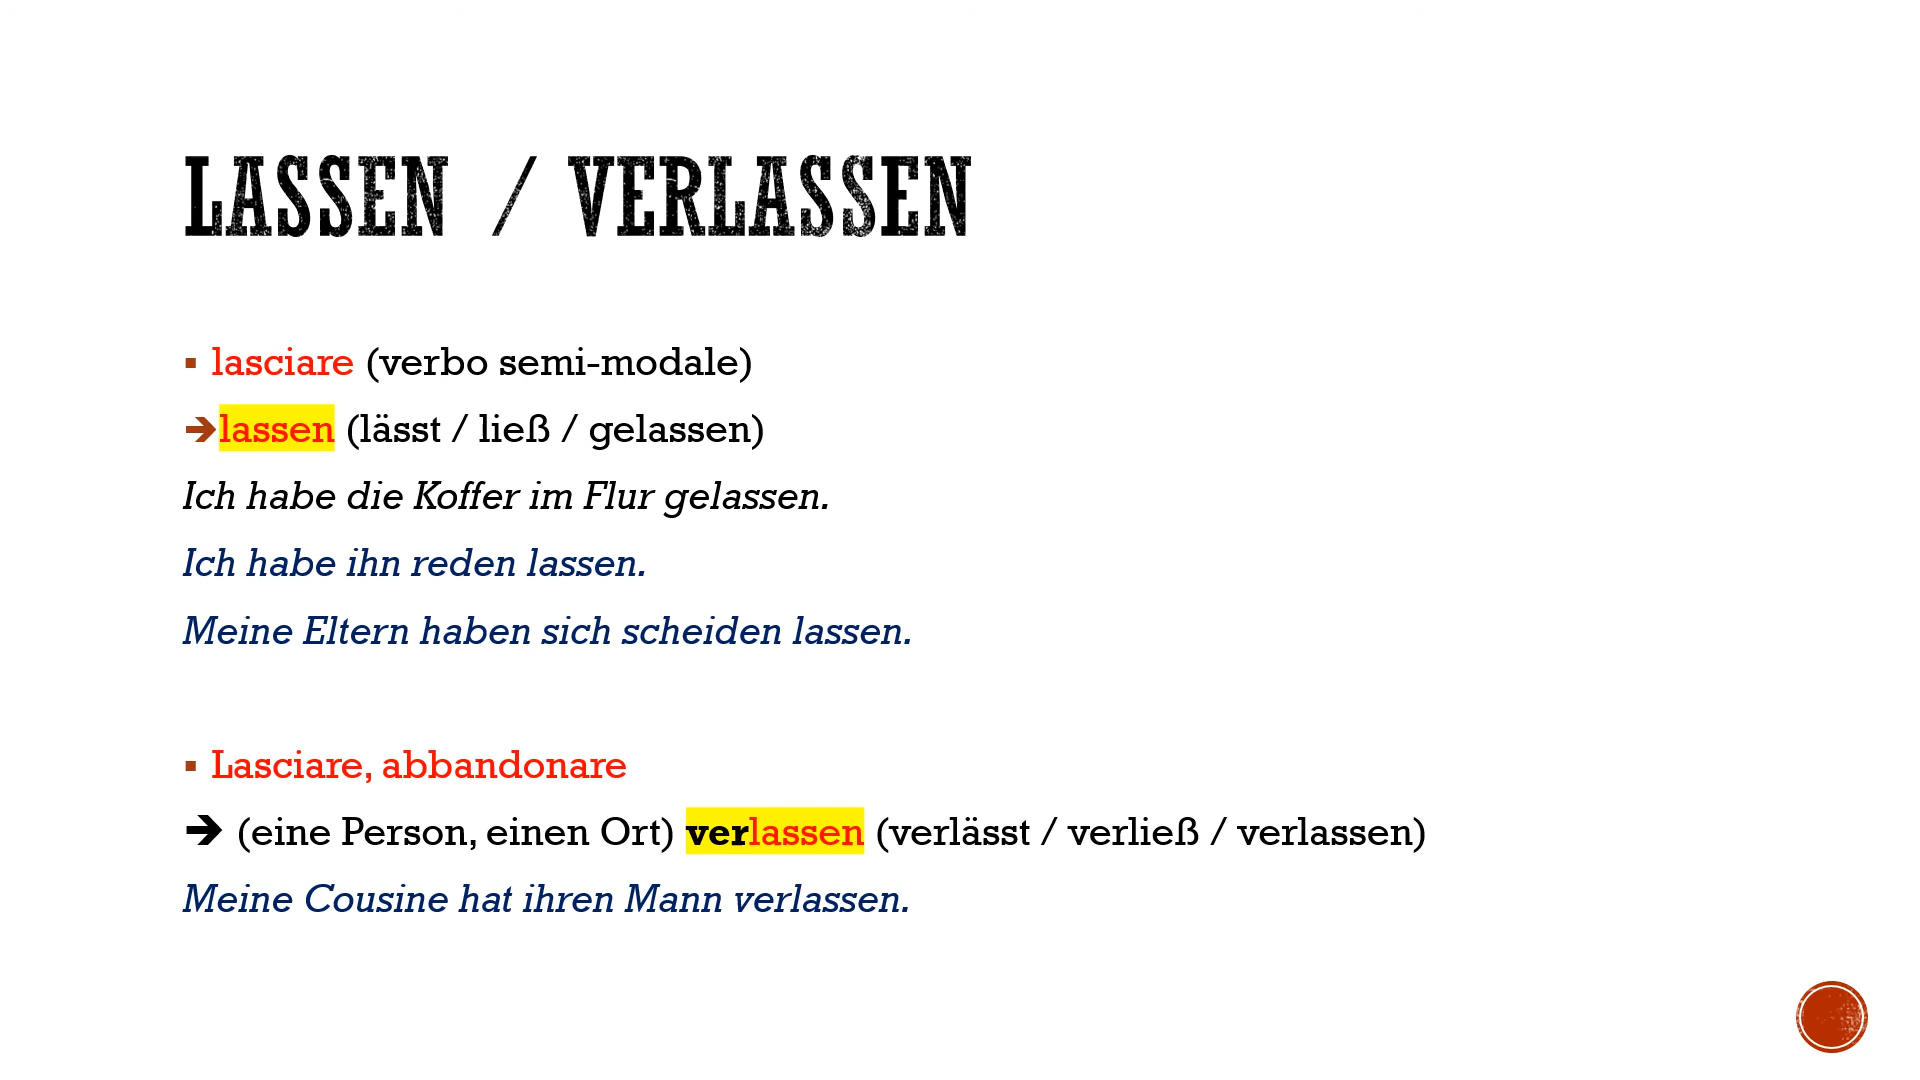 LASSEN / VERLASSEN
▪ lasciare (verbo semi-modale)
➔lassen (lässt / ließ / gelassen)
Ich habe die Koffer im Flur gelassen.
Ich habe ihn reden lassen.
Meine Eltern haben sich scheiden lassen.
▪ Lasciare, abbandonare
➔ (eine Person, einen Ort) verlassen (verlässt / verließ / verlassen)
Meine Cousine hat ihren Mann verlassen.